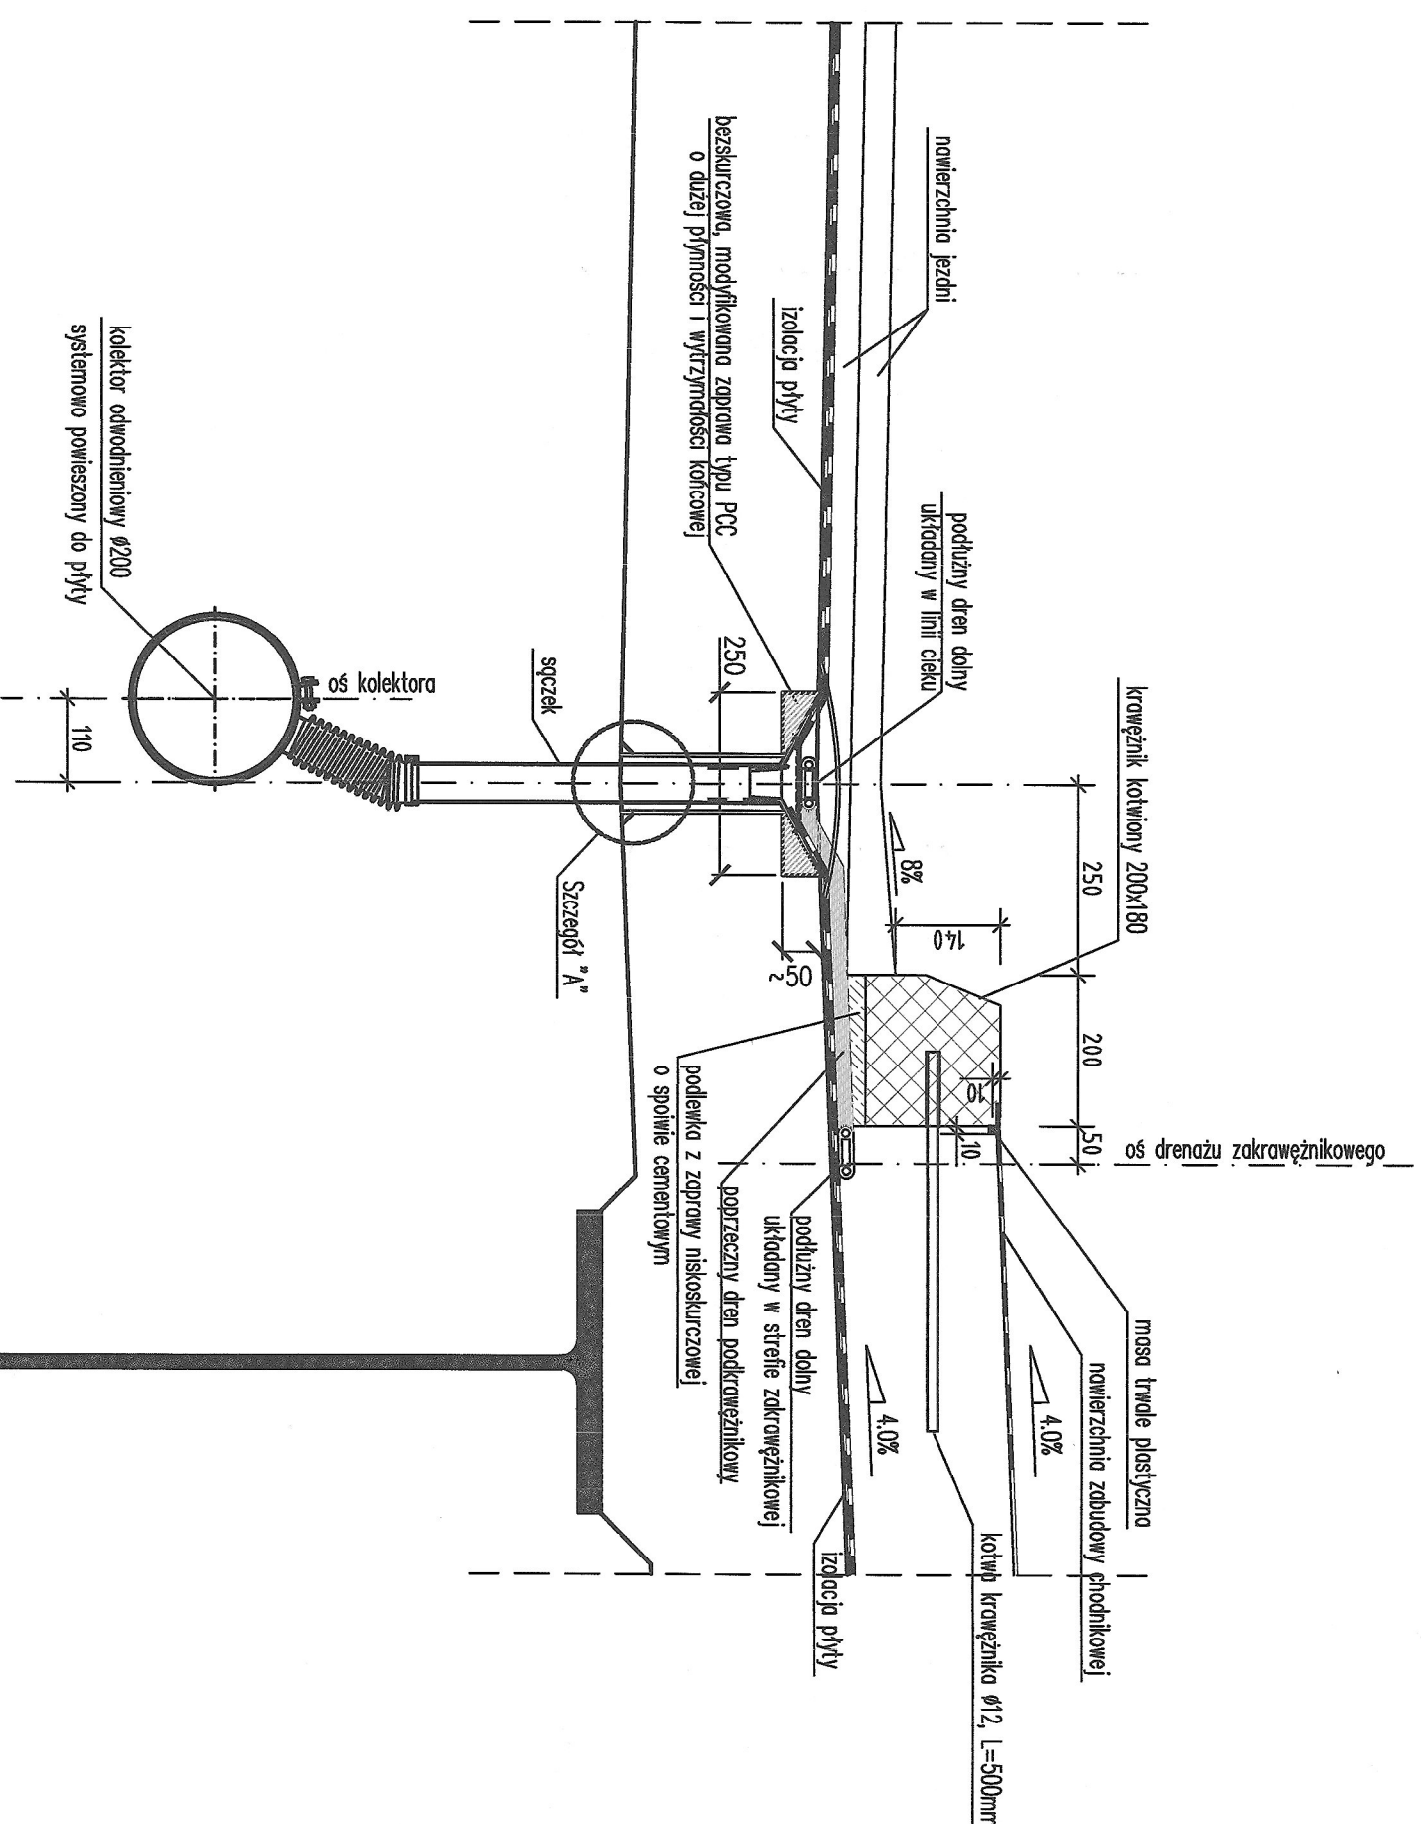 krawężnik kotwiony 200x180
nawierzchnia jezdni
podłużny dren dolny
układany w linii cieku
izolacja płyty
bezskurczowa, modyfikowana zaprawa typu PCC
o dużej płynności i wytrzymałości końcowej
kolektor odwodnieniowy ø200
systemowo powieszony do płyty
oś kolektora
110
sączek
250
Szczegół "A"
~50
8%
140
250
200
50
10
10
oś drenażu zakrawężnikowego
masa trwale plastyczna
nawierzchnia zabudowy chodnikowej
4.0%
4.0%
kotwa krawężnika ø12, L=500mm
izolacja płyty
podłużny dren dolny
układany w strefie zakrawężnikowej
poprzeczny dren podkrawężnikowy
podlewka z zaprawy niskoskurczowej
o spoiwie cementowym